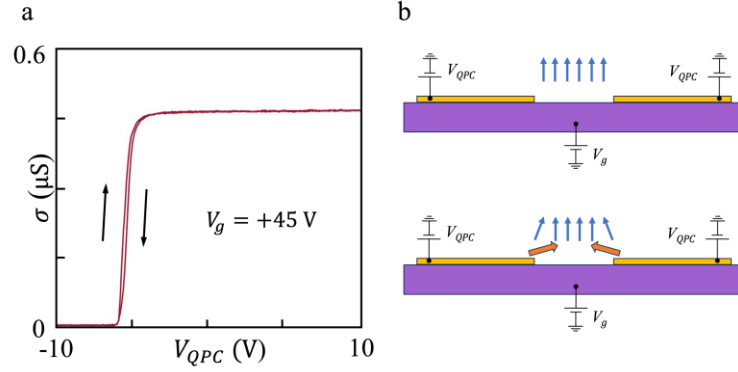 a
0.6
σ (μS)
V_g = +45 V
0
-10
V_QPC (V)
10
b
V_QPC
V_QPC
V_g
V_QPC
V_QPC
V_g